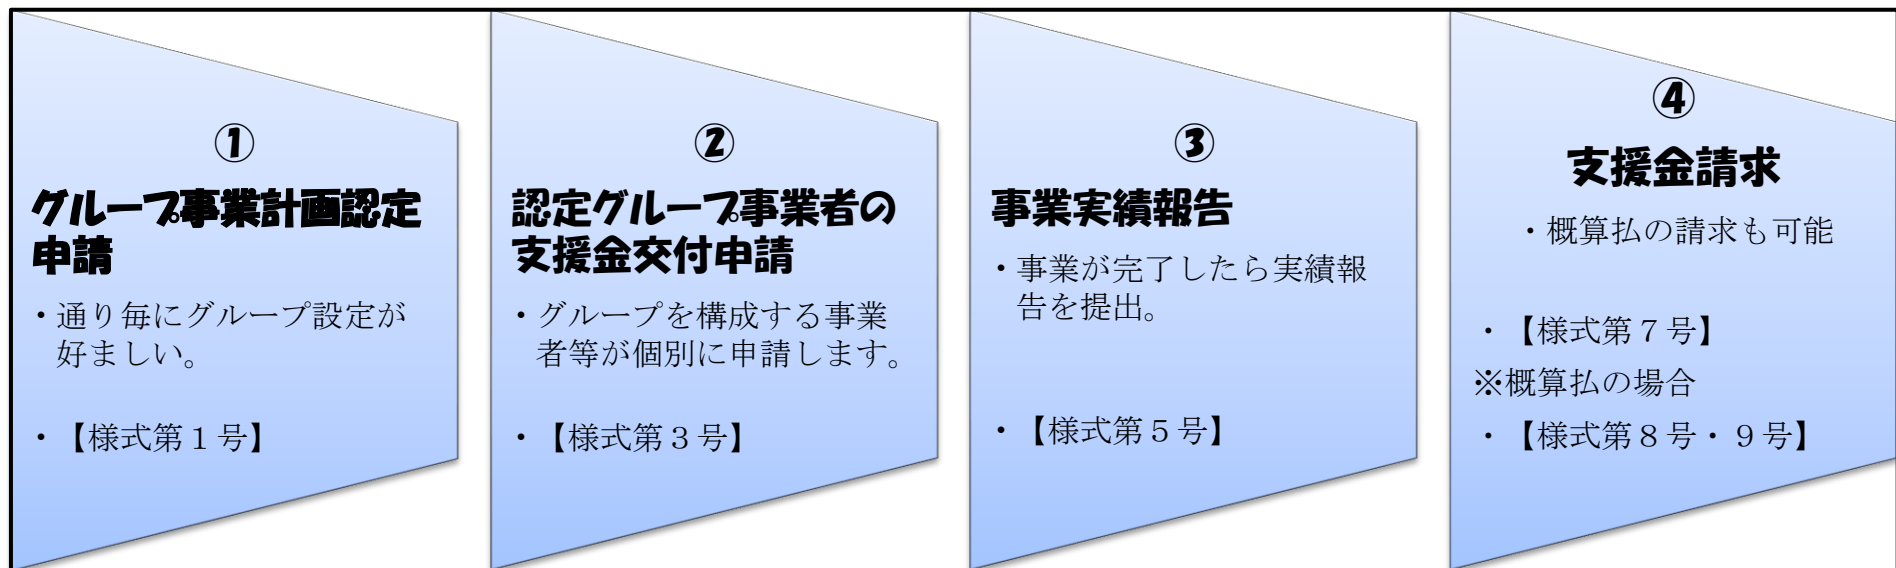 ①
グループ事業計画認定
申請
・通り毎にグループ設定が
好ましい。
・【様式第１号】
②
認定グループ事業者の
支援金交付申請
・グループを構成する事業
者等が個別に申請します。
・【様式第３号】
③
事業実績報告
・事業が完了したら実績報
告を提出。
・【様式第５号】
④
支援金請求
・概算払の請求も可能
・【様式第７号】
※概算払の場合
・【様式第８号・９号】